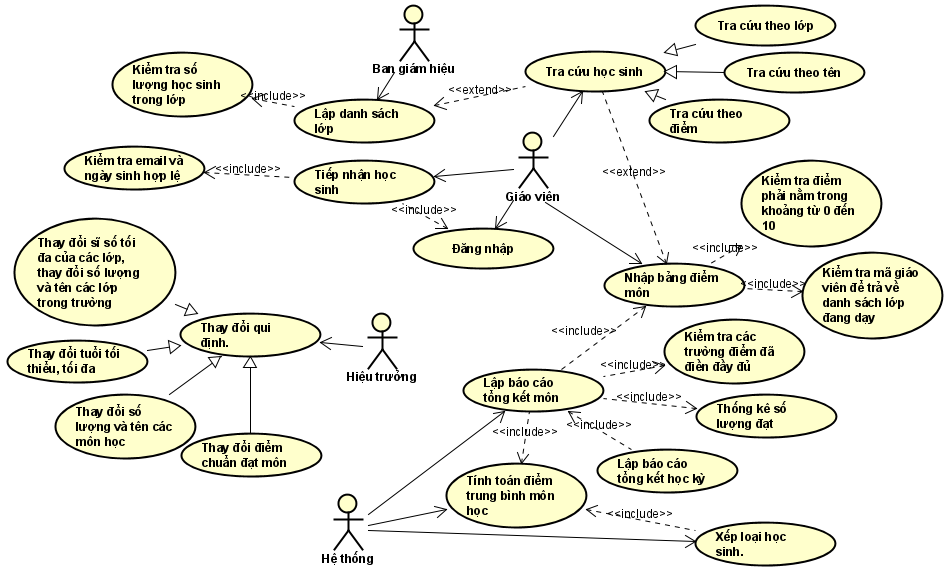 Ban giám hiệu
Tra cứu theo lớp
Kiểm tra số
lượng học sinh
trong lớp
<<include>>
Lập danh sách
lớp
<<extend>>
Tra cứu học sinh
Tra cứu theo tên
Tra cứu theo
điểm
Kiểm tra email và
ngày sinh hợp lệ
<<include>>
Tiếp nhận học
sinh
Giáo viên
<<extend>>
<<include>>
Đăng nhập
Kiểm tra điểm
phải nằm trong
khoảng từ 0 đến
10
<<include>>
Nhập bảng điểm
môn
<<include>>
Kiểm tra mã giáo
viên để trả về
danh sách lớp
đang dạy
Thay đổi sĩ số tối
đa của các lớp,
thay đổi số lượng
và tên các lớp
trong trường
Thay đổi qui
định.
Thay đổi tuổi tối
thiểu, tối đa
Hiệu trưởng
Thay đổi số
lượng và tên các
môn học
Thay đổi điểm
chuẩn đạt môn
<<include>>
Kiểm tra các
trường điểm đã
điền đầy đủ
Lập báo cáo
tổng kết môn
<<include>>
<<include>>
Thống kê số
lượng đạt
<<include>>
<<include>>
Lập báo cáo
tổng kết học kỳ
Tính toán điểm
trung bình môn
học
<<include>>
Xếp loại học
sinh.
Hệ thống